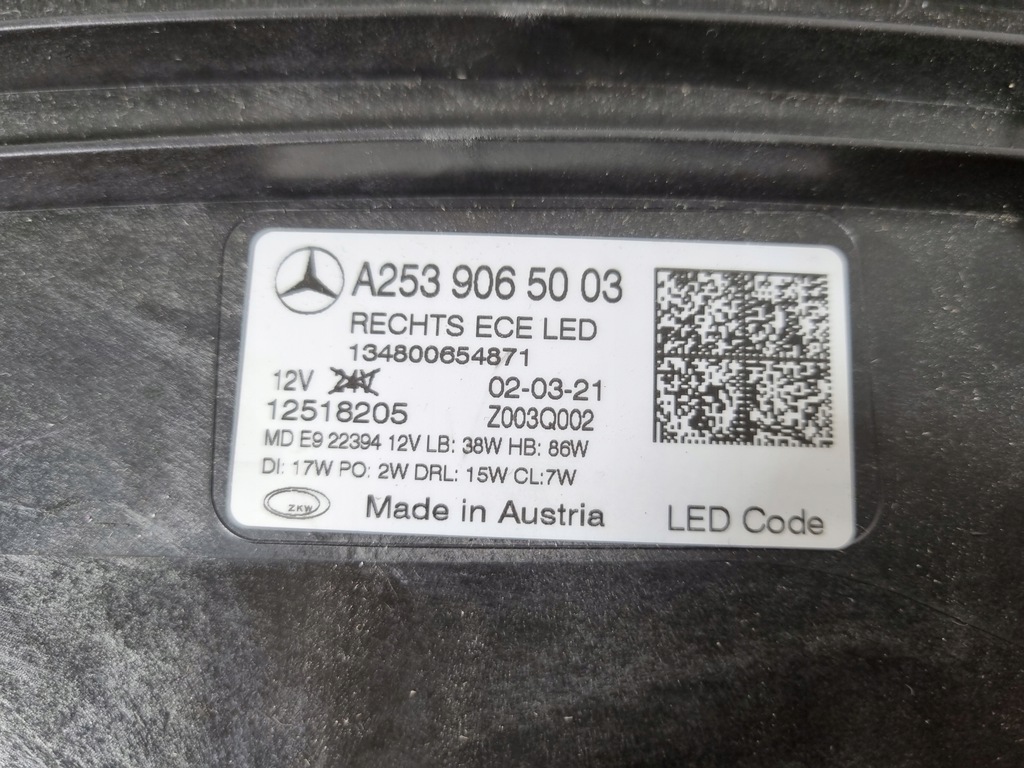 A253 906 50 03
RECHTS ECE LED
134800654871
12V 24V 02-03-21
12518205 Z003Q002
MD E9 22394 12V LB: 38W HB: 86W
DI: 17W PO: 2W DRL: 15W CL:7W
ZKW Made in Austria LED Code